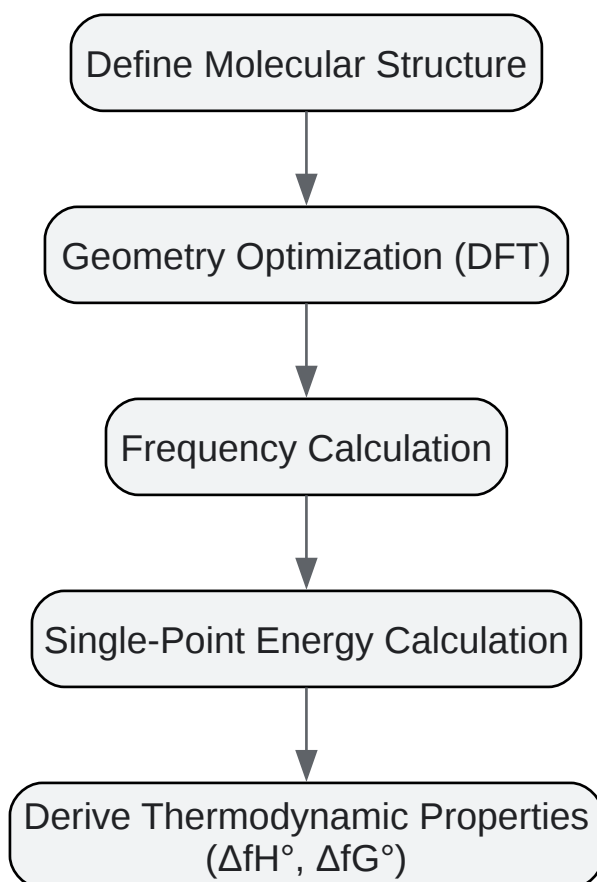 Define Molecular Structure
Geometry Optimization (DFT)
Frequency Calculation
Single-Point Energy Calculation
Derive Thermodynamic Properties
(ΔfH°, ΔfG°)